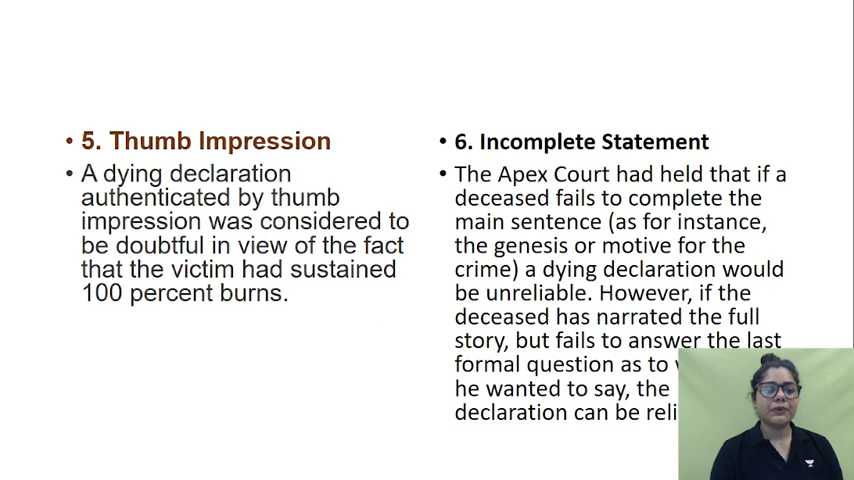 • 5. Thumb Impression
• A dying declaration
authenticated by thumb
impression was considered to
be doubtful in view of the fact
that the victim had sustained
100 percent burns.
• 6. Incomplete Statement
• The Apex Court had held that if a
deceased fails to complete the
main sentence (as for instance,
the genesis or motive for the
crime) a dying declaration would
be unreliable. However, if the
deceased has narrated the full
story, but fails to answer the last
formal question as to
he wanted to say, the
declaration can be